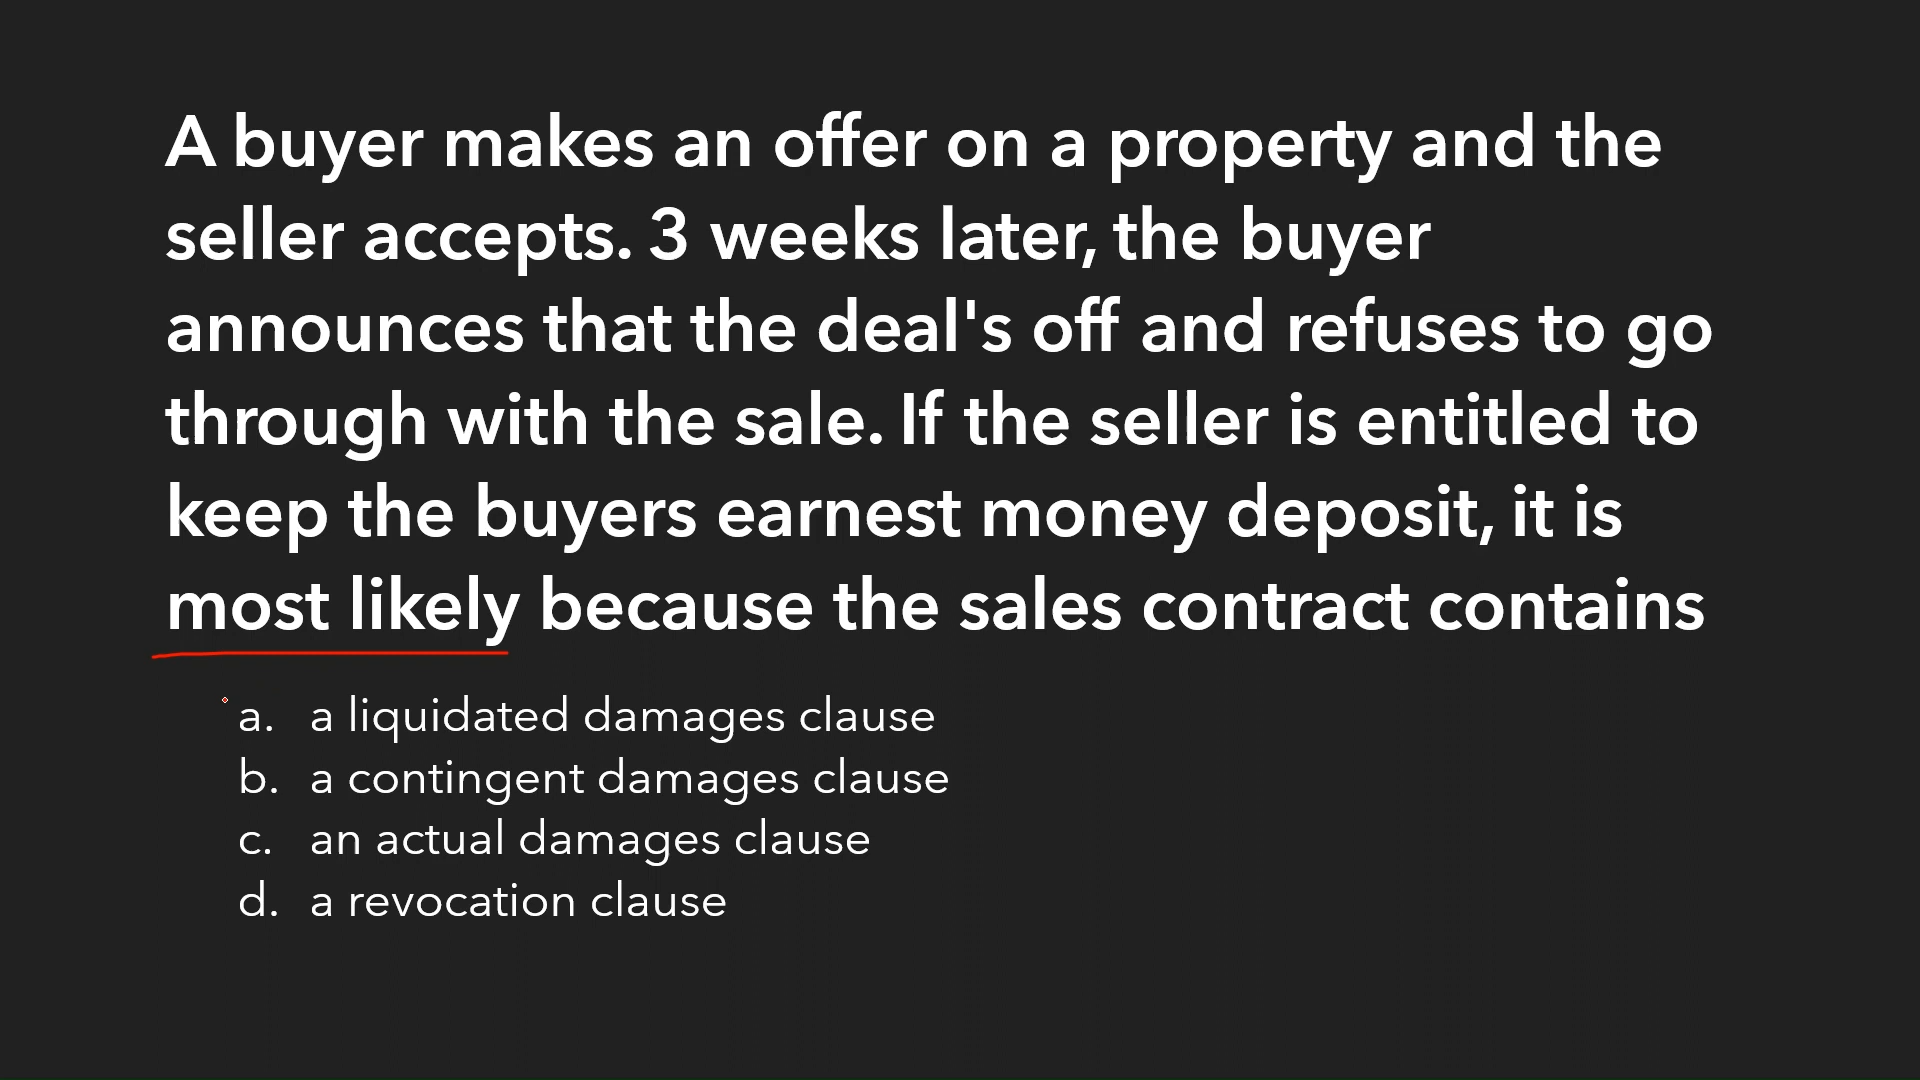 A buyer makes an offer on a property and the
seller accepts. 3 weeks later, the buyer
announces that the deal's off and refuses to go
through with the sale. If the seller is entitled to
keep the buyers earnest money deposit, it is
most likely because the sales contract contains
a. a liquidated damages clause
b. a contingent damages clause
c. an actual damages clause
d. a revocation clause